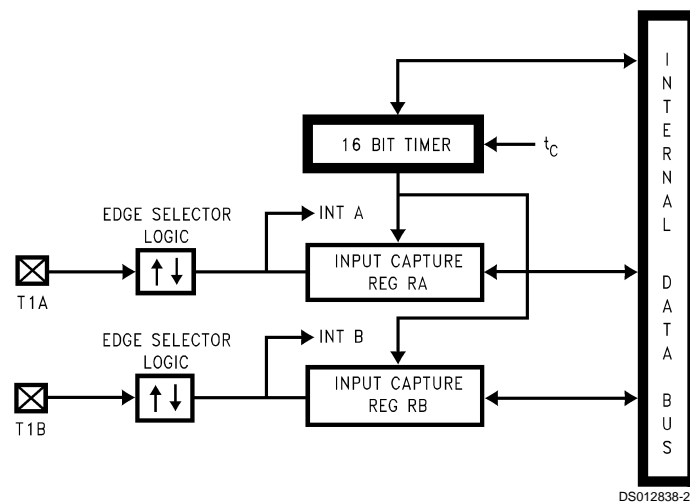 16 BIT TIMER
tC
INT A
EDGE SELECTOR
LOGIC
INPUT CAPTURE
REG RA
T1A
INT B
EDGE SELECTOR
LOGIC
INPUT CAPTURE
REG RB
T1B
INTERNAL DATA BUS
DS012838-2